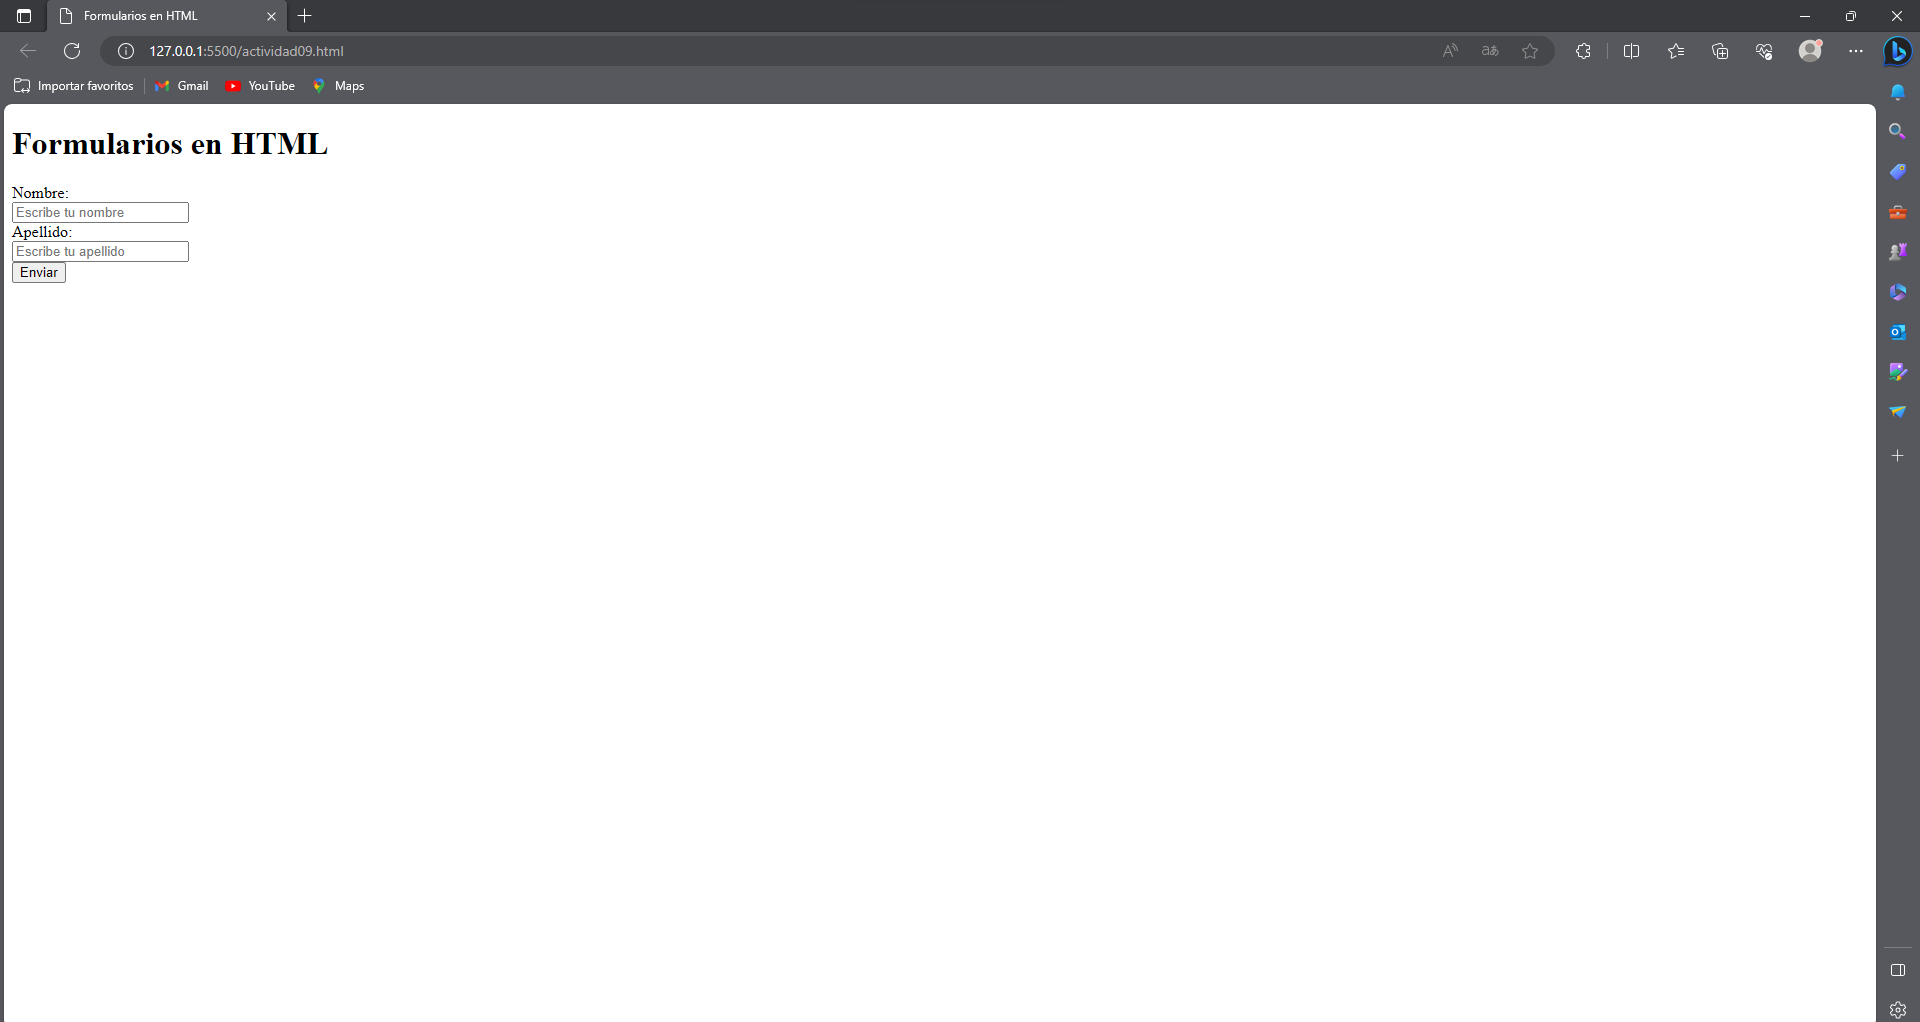 Formularios en HTML
127.0.0.1:5500/actividad09.html
Importar favoritos
Gmail
YouTube
Maps
Formularios en HTML
Nombre:
Escribe tu nombre
Apellido:
Escribe tu apellido
Enviar